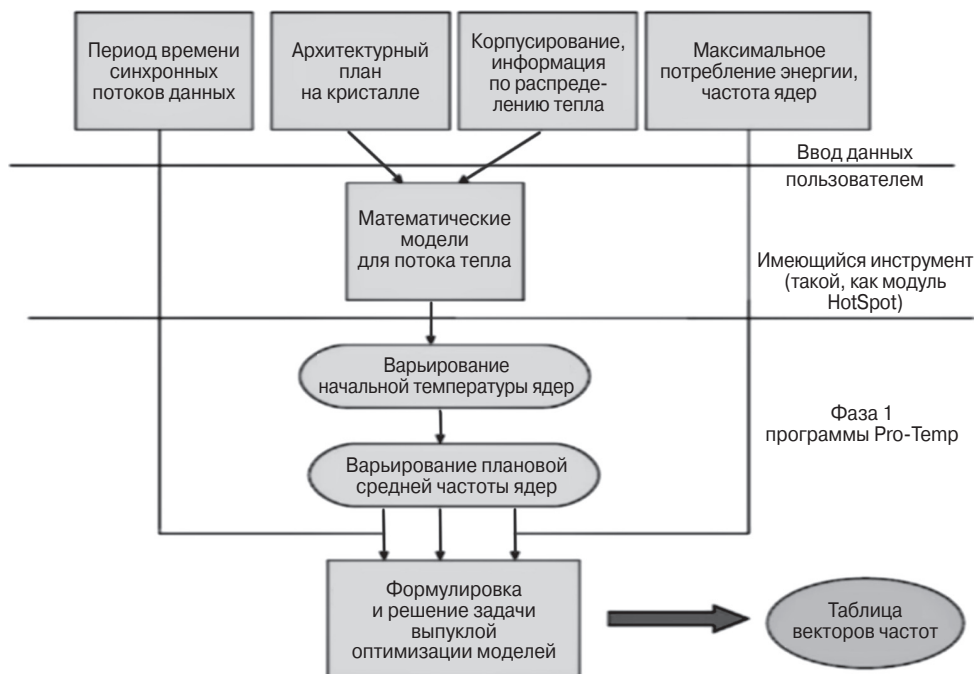 Период времени
синхронных
потоков данных
Архитектурный
план
на кристалле
Корпусирование,
информация
по распреде-
лению тепла
Максимальное
потребление энергии,
частота ядер
Ввод данных
пользователем
Математические
модели
для потока тепла
Имеющийся инструмент
(такой, как модуль
HotSpot)
Варьирование
начальной температуры ядер
Фаза 1
программы Pro-Temp
Варьирование плановой
средней частоты ядер
Формулировка
и решение задачи
выпуклой
оптимизации моделей
Таблица
векторов частот